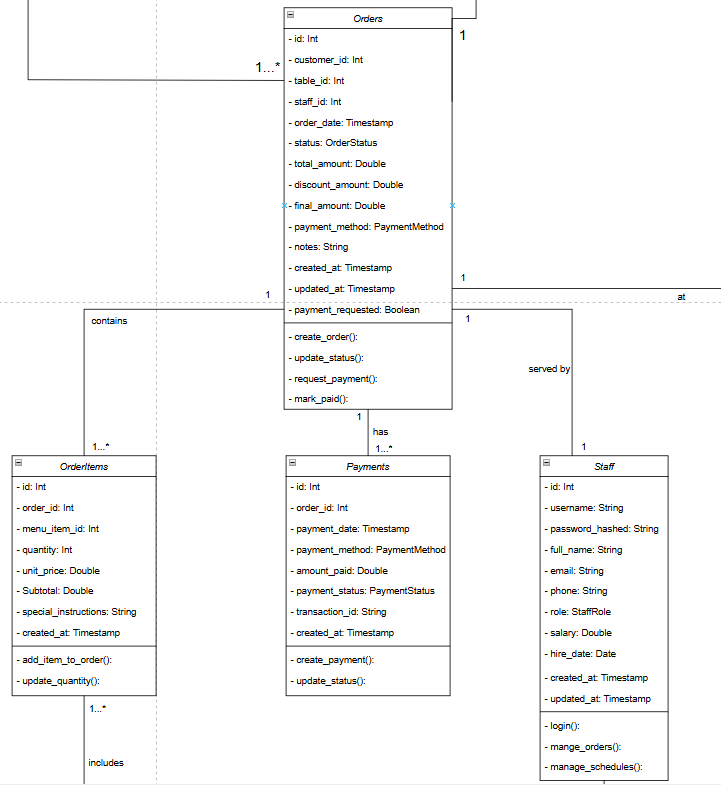 Orders
1
- id: Int
- customer_id: Int
1...*
- table_id: Int
- staff_id: Int
- order_date: Timestamp
- status: OrderStatus
- total_amount: Double
- discount_amount: Double
- final_amount: Double
- payment_method: PaymentMethod
- notes: String
- created_at: Timestamp
- updated_at: Timestamp
- payment_requested: Boolean
- create_order():
- update_status():
- request_payment():
- mark_paid():
1
at
1
contains
1...*
1
has
1...*
1
served by
1
OrderItems
- id: Int
- order_id: Int
- menu_item_id: Int
- quantity: Int
- unit_price: Double
- Subtotal: Double
- special_instructions: String
- created_at: Timestamp
- add_item_to_order():
- update_quantity():
1...*
includes
Payments
- id: Int
- order_id: Int
- payment_date: Timestamp
- payment_method: PaymentMethod
- amount_paid: Double
- payment_status: PaymentStatus
- transaction_id: String
- created_at: Timestamp
- create_payment():
- update_status():
Staff
- id: Int
- username: String
- password_hashed: String
- full_name: String
- email: String
- phone: String
- role: StaffRole
- salary: Double
- hire_date: Date
- created_at: Timestamp
- updated_at: Timestamp
- login():
- mange_orders():
- manage_schedules():